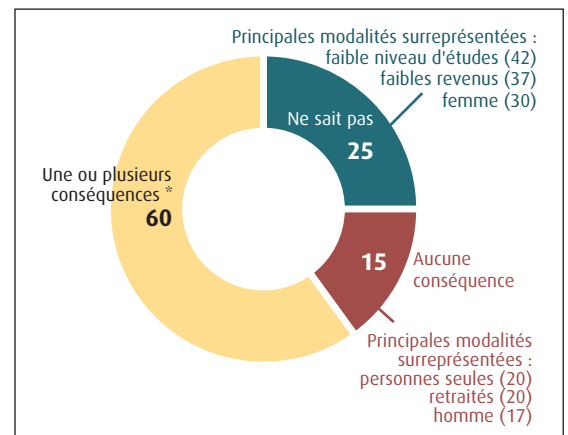 Principales modalités surreprésentées :
faible niveau d'études (42)
faibles revenus (37)
femme (30)
Ne sait pas
25
Une ou plusieurs
conséquences *
60
15
Aucune
conséquence
Principales modalités
surreprésentées :
personnes seules (20)
retraités (20)
homme (17)